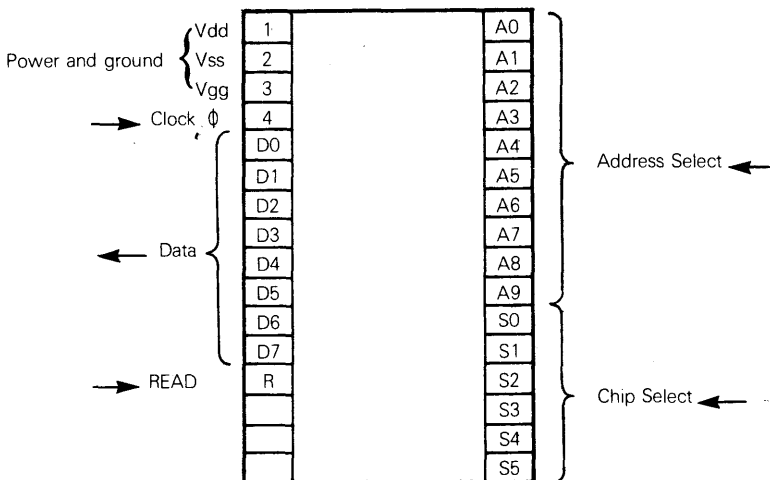 Vdd 1 A0
Power and ground Vss 2 A1
Vgg 3 A2
Clock Φ 4 A3
D0 A4
D1 A5 Address Select
D2 A6
D3 A7
Data D4 A8
D5 A9
D6 S0
D7 S1
READ R S2
S3 Chip Select
S4
S5